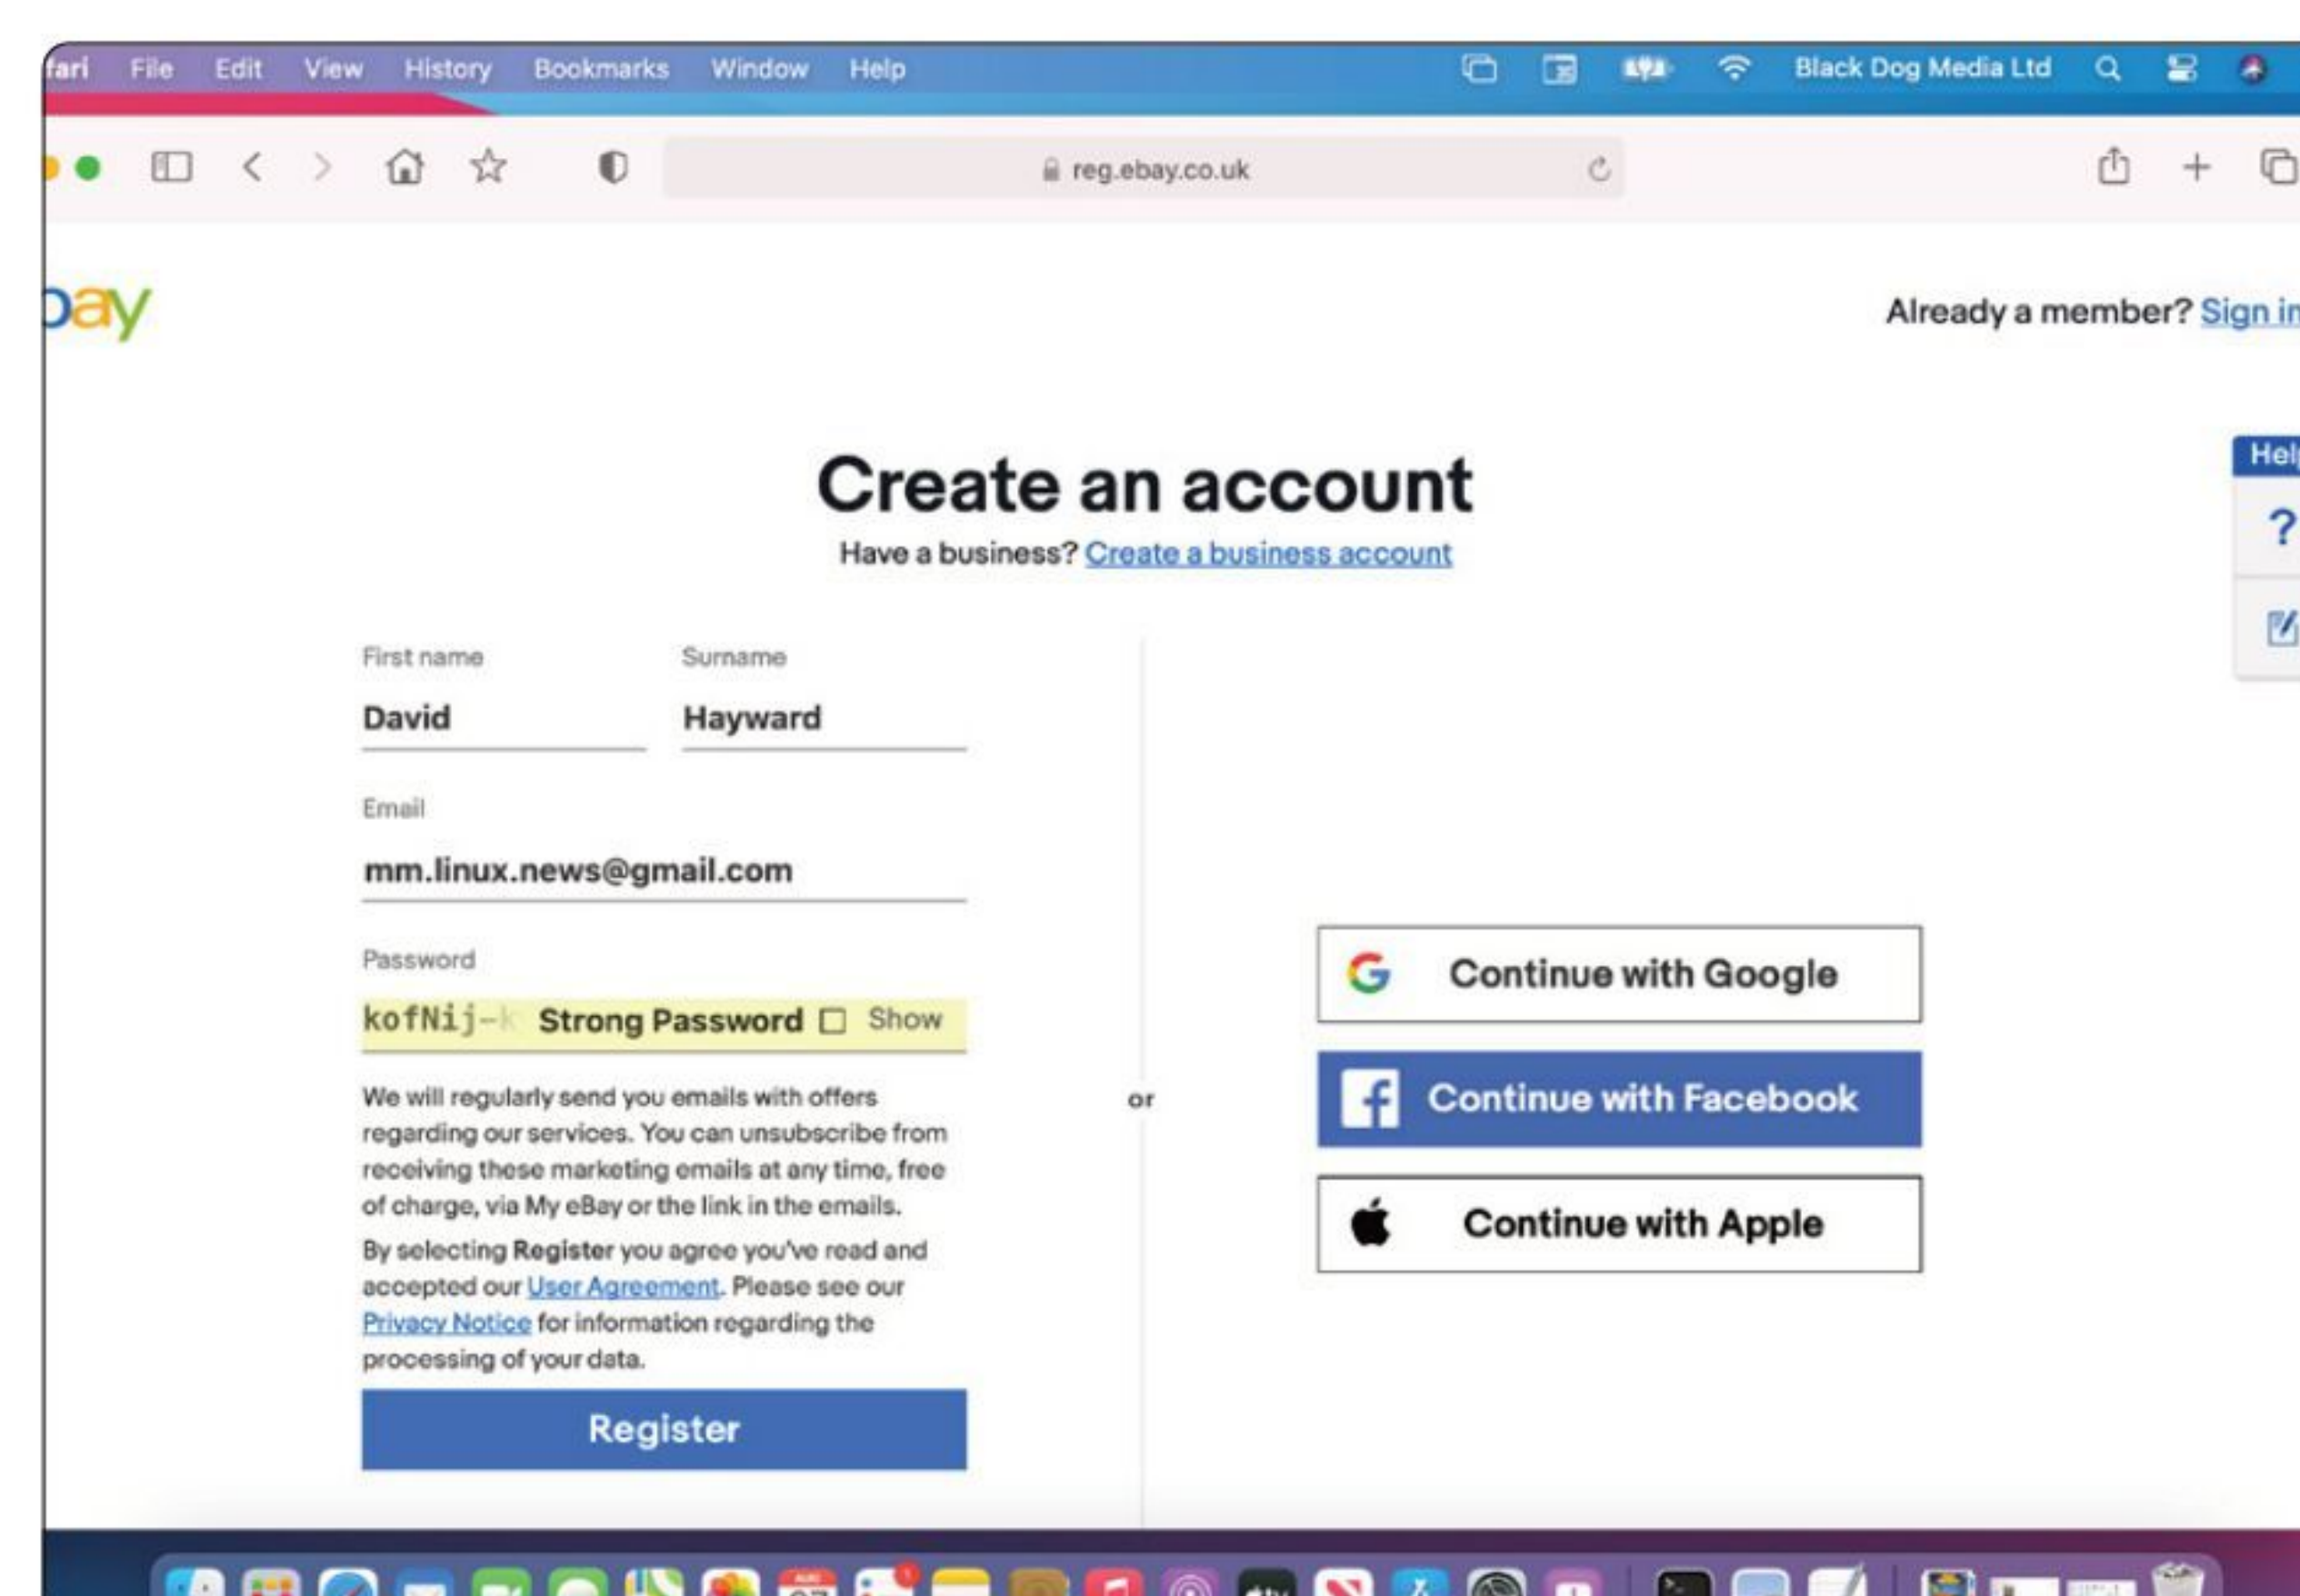 fari File Edit View History Bookmarks Window Help Black Dog Media Ltd
reg.ebay.co.uk
bay
Already a member? Sign in
Create an account
Have a business? Create a business account
Help
?
First name Surname
David Hayward
Email
mm.linux.news@gmail.com
Password
kofNij-k Strong Password Show
We will regularly send you emails with offers
regarding our services. You can unsubscribe from
receiving these marketing emails at any time, free
of charge, via My eBay or the link in the emails.
By selecting Register you agree you've read and
accepted our User Agreement. Please see our
Privacy Notice for information regarding the
processing of your data.
Register
or
Continue with Google
Continue with Facebook
Continue with Apple